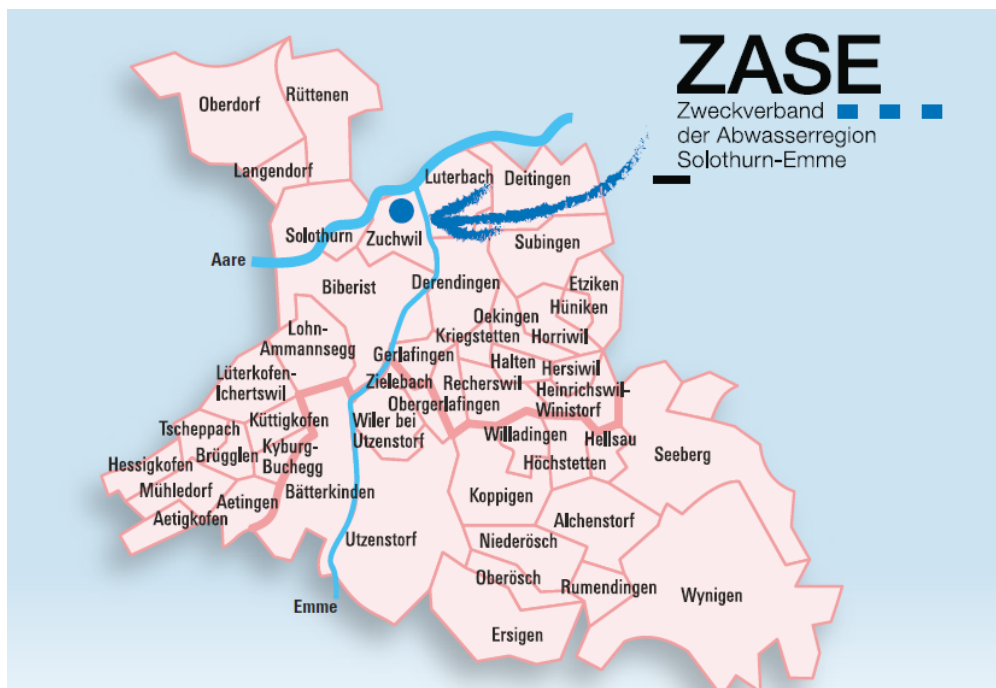 ZASE
Zweckverband
der Abwasserregion
Solothurn-Emme
Oberdorf
Rüttenen
Langendorf
Luterbach
Deitingen
Solothurn
Zuchwil
Subingen
Aare
Biberist
Derendingen
Etziken
Hüniken
Oekingen
Lohn-
Ammannsegg
Kriegstetten
Horriwil
Gerlafingen
Halten
Hersiwil
Lüterkofen-
Ichertswil
Zielebach
Recherswil
Heinrichswil-
Winistorf
Obergerlafingen
Küttigkofen
Wiler bei
Utzenstorf
Tscheppach
Willadingen
Hellsau
Brügglen
Kyburg-
Buchegg
Seeberg
Hessigkofen
Höchstetten
Mühledorf
Bätterkinden
Koppigen
Aetingen
Aetigkofen
Alchenstorf
Utzenstorf
Niederösch
Oberösch
Rumendingen
Wynigen
Emme
Ersigen